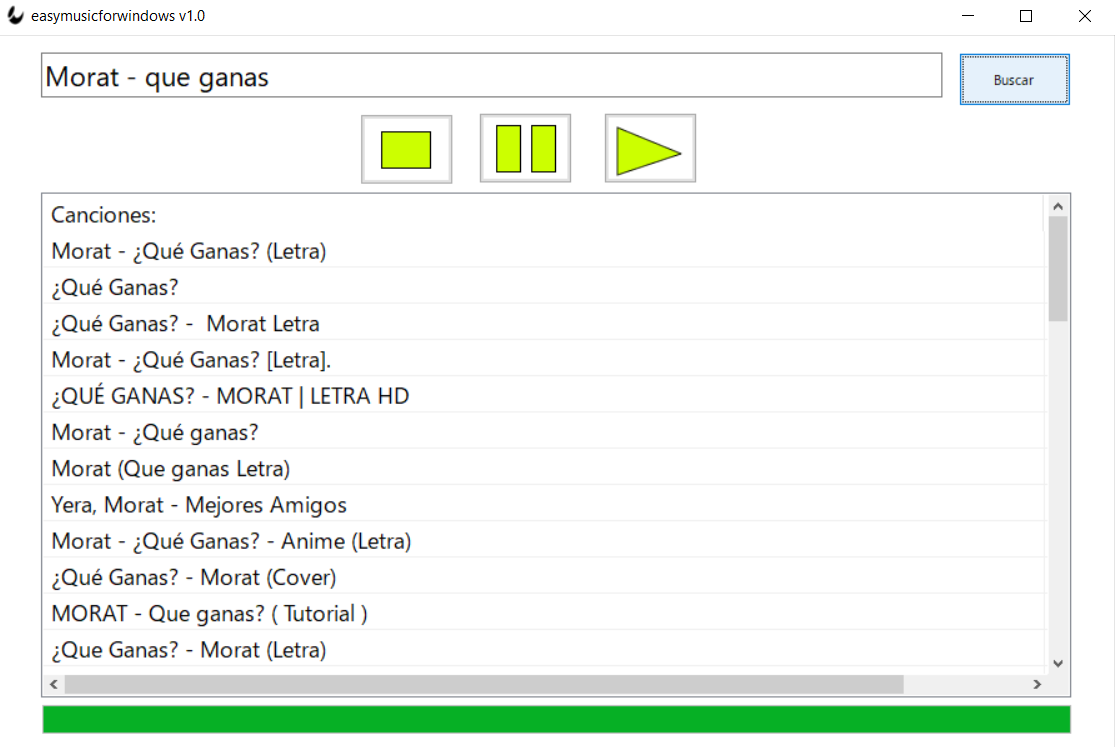 easymusicforwindows v1.0
Morat - que ganas
Buscar
Canciones:
Morat - ¿Qué Ganas? (Letra)
¿Qué Ganas?
¿Qué Ganas? -  Morat Letra
Morat - ¿Qué Ganas? [Letra].
¿QUÉ GANAS? - MORAT | LETRA HD
Morat - ¿Qué ganas?
Morat (Que ganas Letra)
Yera, Morat - Mejores Amigos
Morat - ¿Qué Ganas? - Anime (Letra)
¿Qué Ganas? - Morat (Cover)
MORAT - Que ganas? ( Tutorial )
¿Que Ganas? - Morat (Letra)